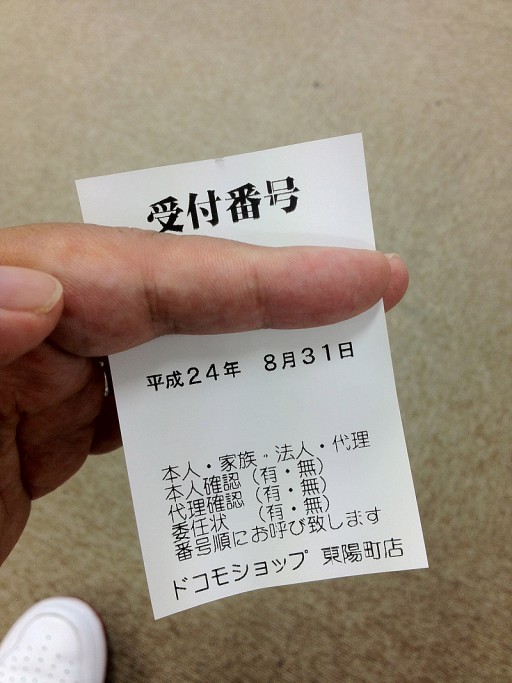 受付番号
平成24年 8月31日
本人・家族・法人・代理
本人確認(有・無)
代理確認(有・無)
委任状 (有・無)
番号順にお呼び致します
ドコモショップ 東陽町店